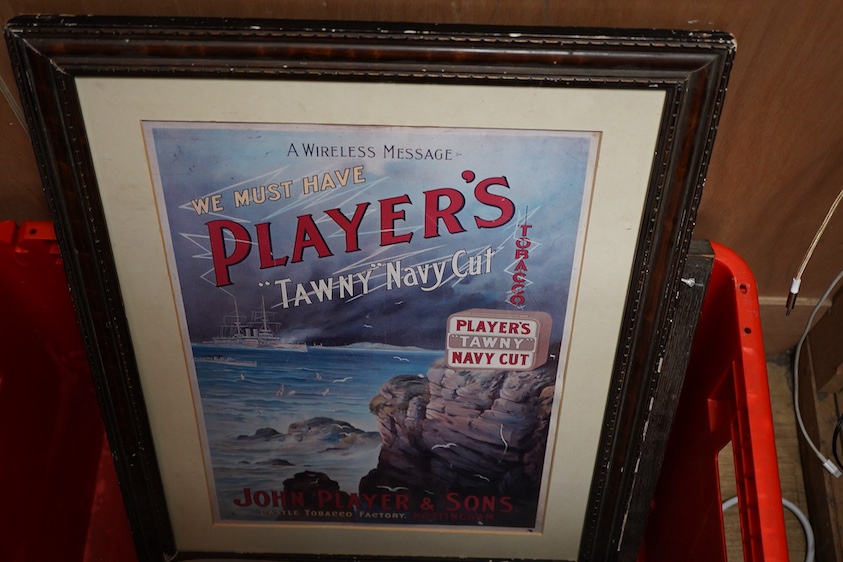 A WIRELESS MESSAGE
WE MUST HAVE
PLAYER'S
"TAWNY" Navy Cut
TOBACCO
PLAYER'S
"TAWNY"
NAVY CUT
JOHN PLAYER & SONS
CASTLE TOBACCO FACTORY, NOTTINGHAM